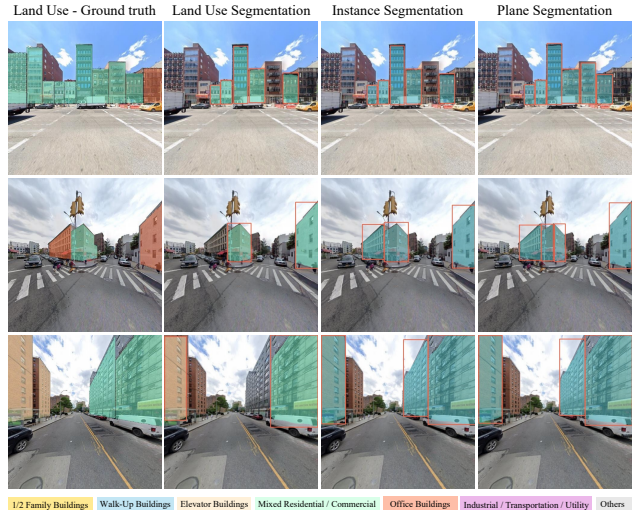 Land Use - Ground truth
Land Use Segmentation
Instance Segmentation
Plane Segmentation
1/2 Family Buildings
Walk-Up Buildings
Elevator Buildings
Mixed Residential / Commercial
Office Buildings
Industrial / Transportation / Utility
Others